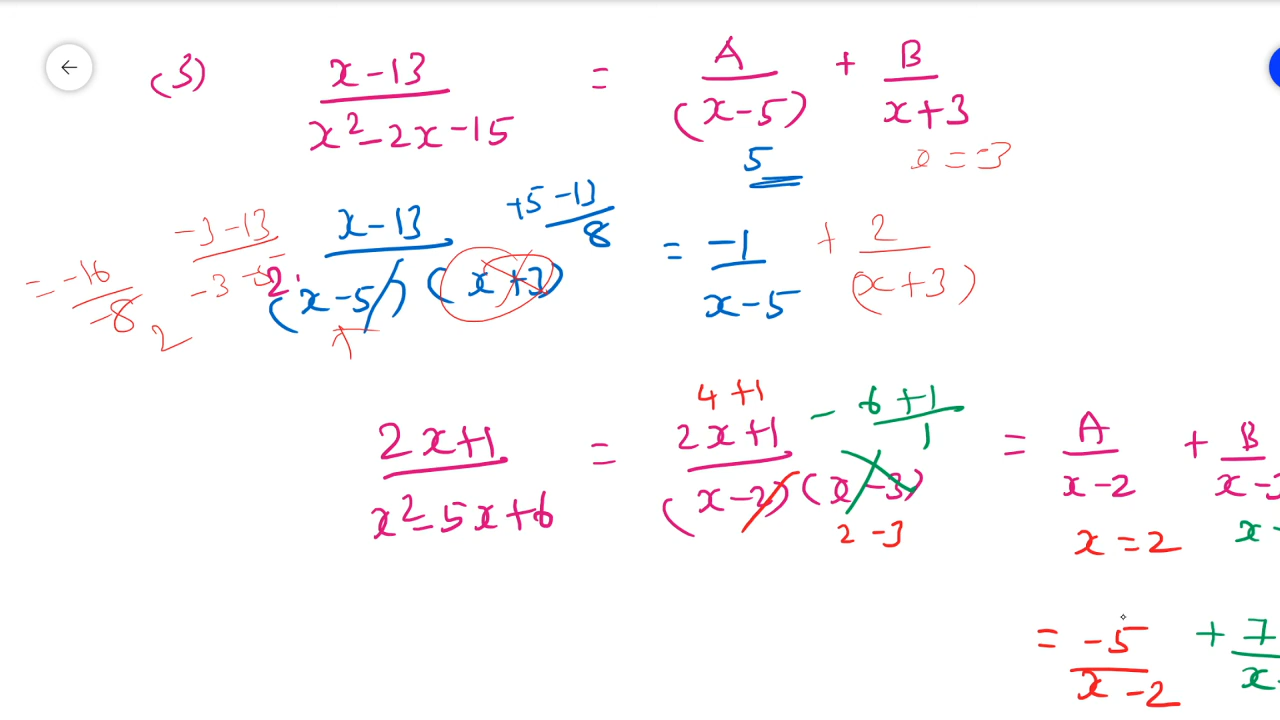 (3) x-13 / x²-2x-15 = A / (x-5) + B / x+3
5 x = -3
x-13 / (x-5) (x+3) +5-13 / 8 = -1 / x-5 + 2 / (x+3)
= -16 / -8 2 -3-13 / -3-5 2.
2x+1 / x²-5x+6 = 2x+1 / (x-2) (x-3) = A / x-2 + B / x-3
4+1 - 6+1 / 1
2-3 x = 2 x -
= -5 / x-2 + 7 / x-